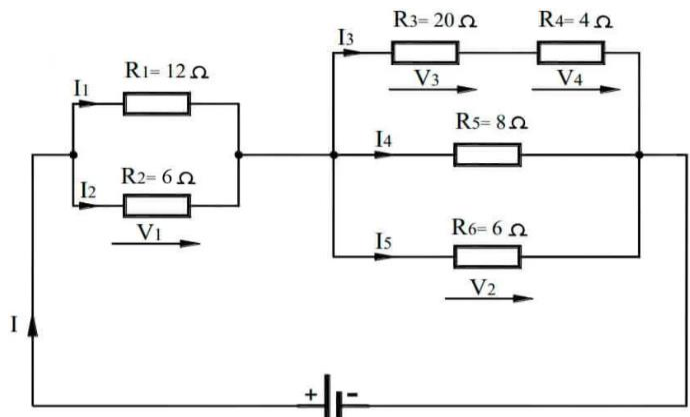 R3= 20 Ω
R4= 4 Ω
I3
V3
V4
R1= 12 Ω
I1
R5= 8 Ω
I4
R2= 6 Ω
I2
V1
R6= 6 Ω
I5
V2
I
+
-